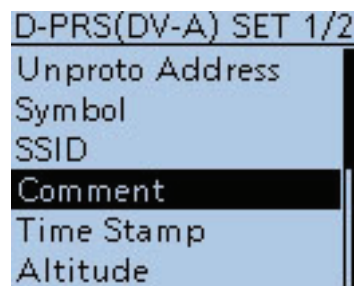 D-PRS(DV-A) SET 1/2
Unproto Address
Symbol
SSID
Comment
Time Stamp
Altitude